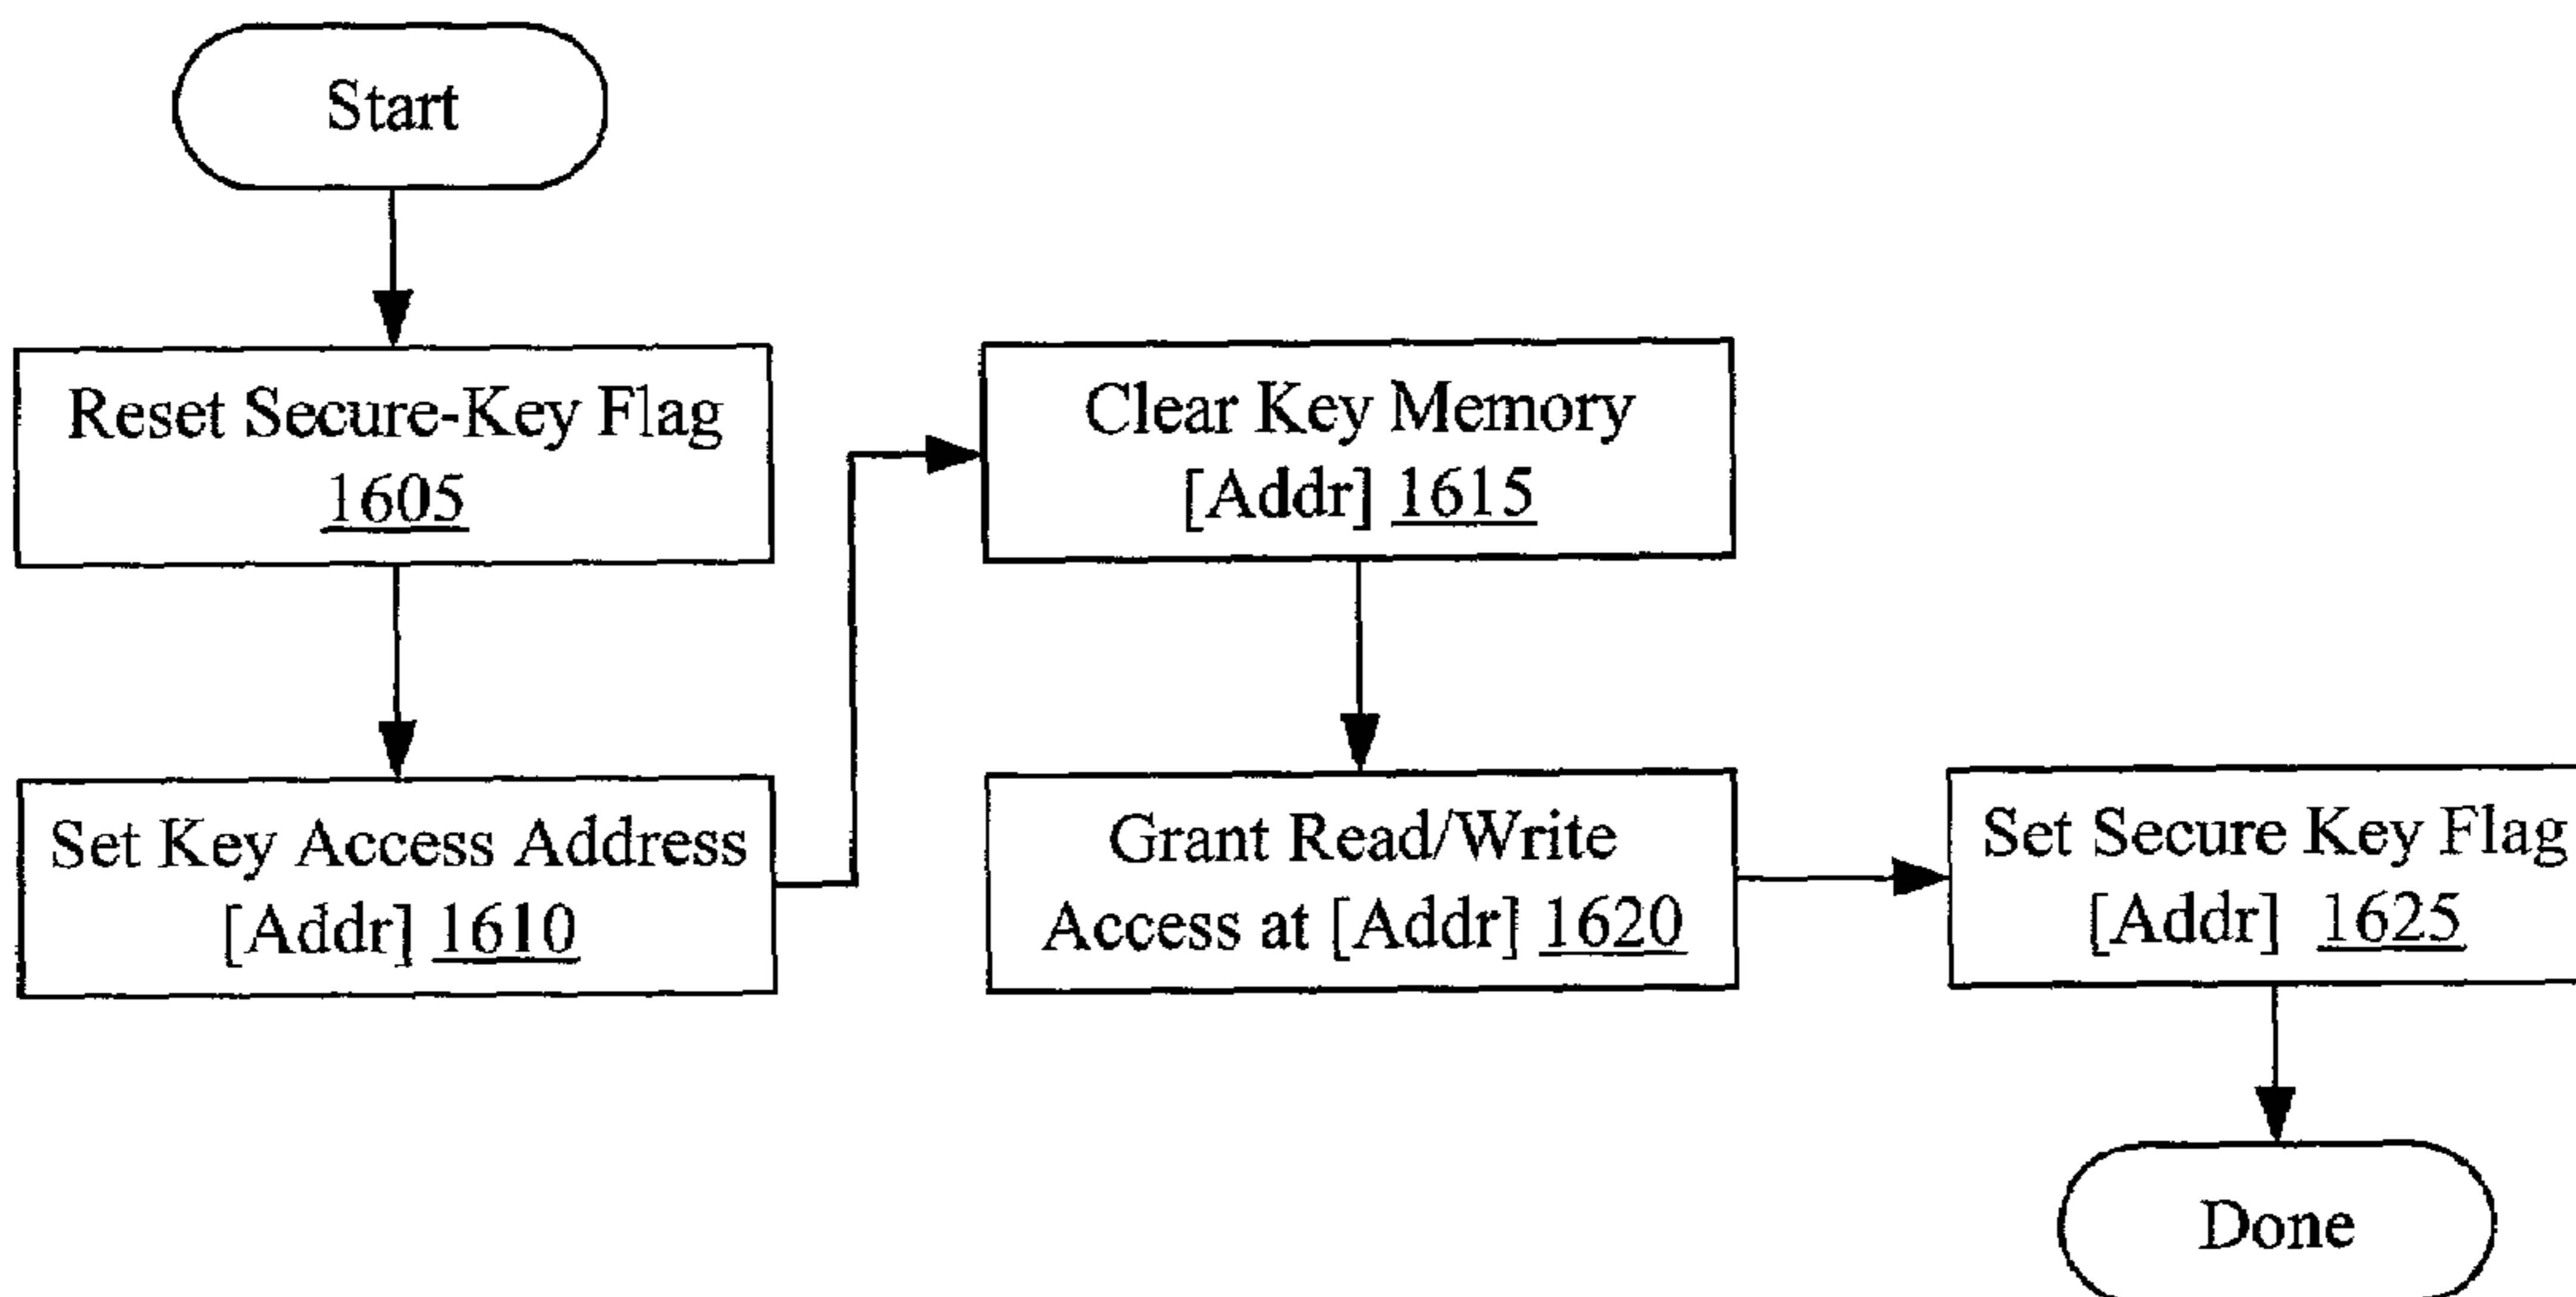 Start
Reset Secure-Key Flag
1605
Set Key Access Address
[Addr] 1610
Clear Key Memory
[Addr] 1615
Grant Read/Write
Access at [Addr] 1620
Set Secure Key Flag
[Addr] 1625
Done